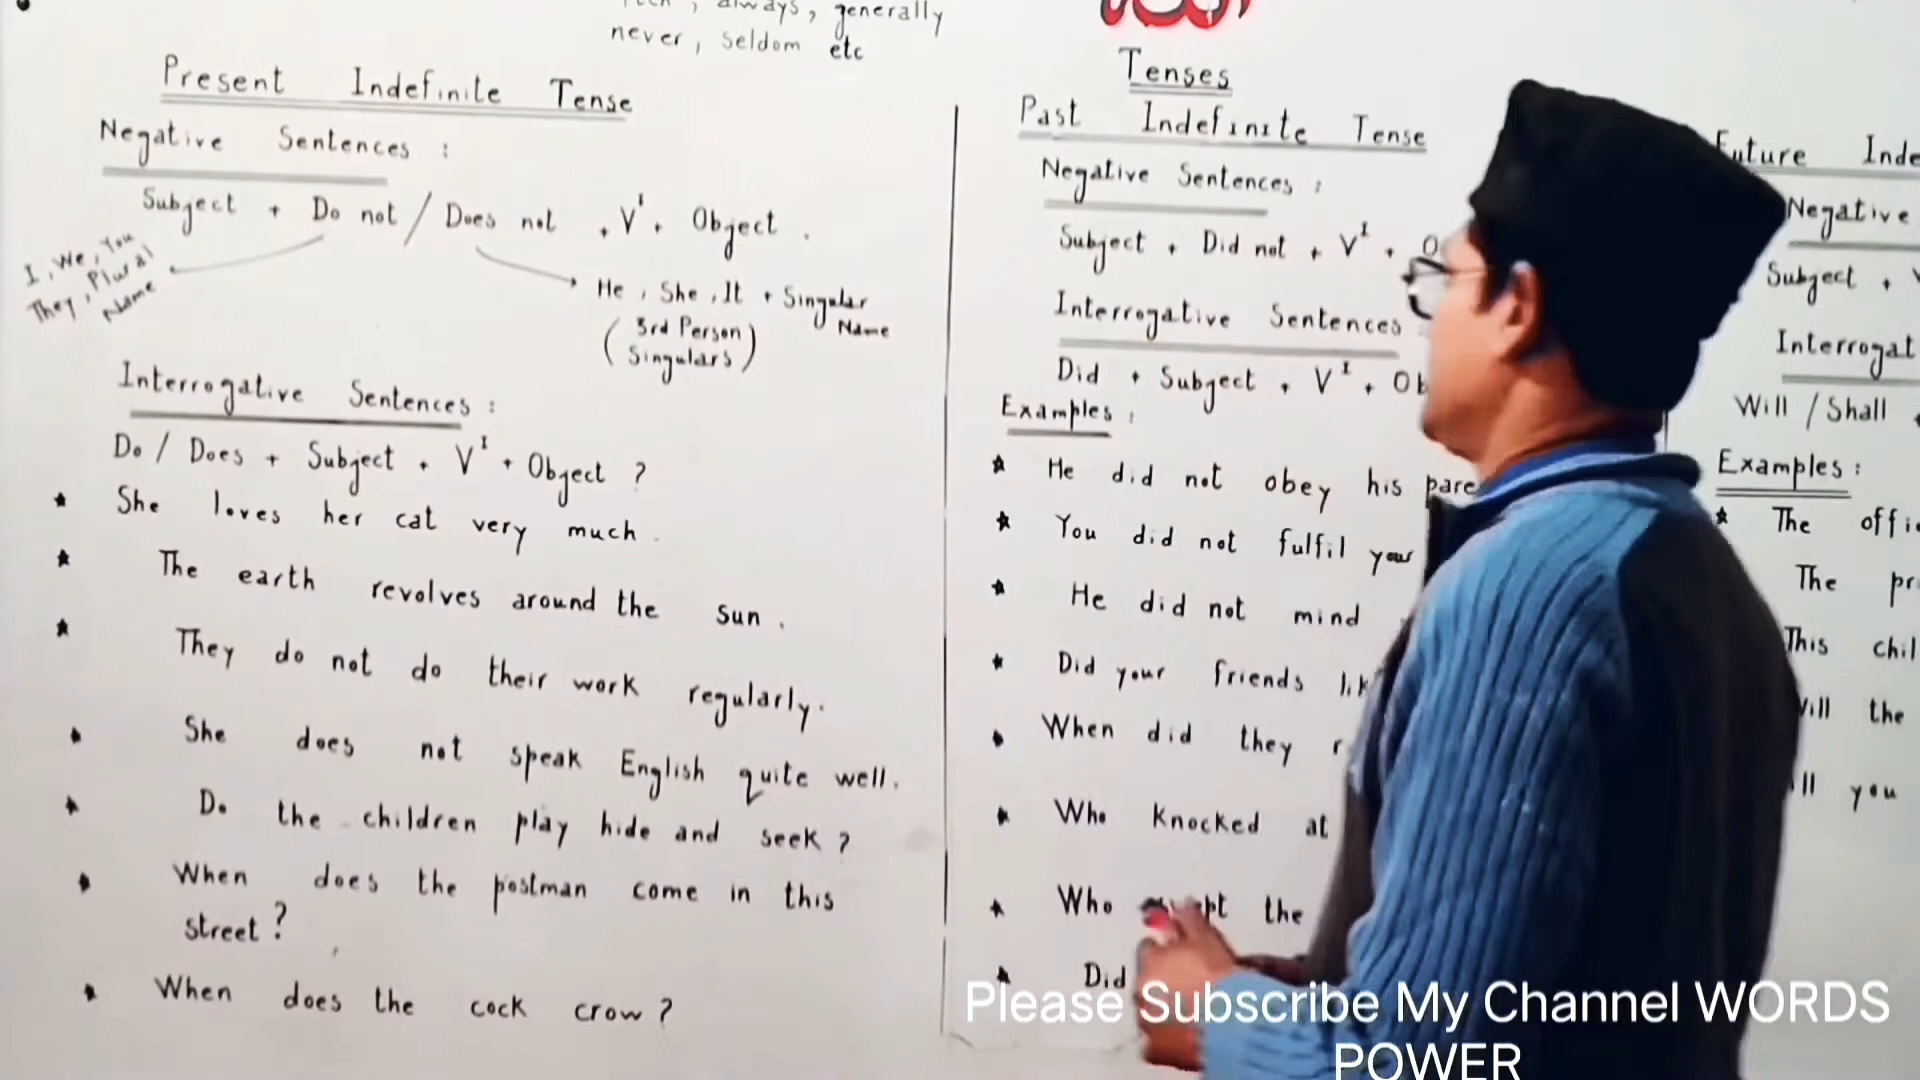 always, generally
never, seldom etc
Present Indefinite Tense
Negative Sentences :
Subject + Do not / Does not + V¹ + Object .
I, We, You
They, Plural
Name
He, She, It + Singular
Name
( 3rd Person
Singulars )
Interrogative Sentences :
Do / Does + Subject + V¹ + Object ?
She loves her cat very much .
The earth revolves around the sun .
They do not do their work regularly.
She does not speak English quite well.
Do the children play hide and seek ?
When does the postman come in this
street ?
When does the cock crow ?
Tenses
Past Indefinite Tense
Negative Sentences :
Subject + Did not + V¹ +
Interrogative Sentences
Did + Subject + V¹ + Ob
Examples :
He did not obey his pare
You did not fulfil your
He did not mind
Did your friends lik
When did they r
Who knocked at
Who the
Did
Future Inde
Negative
Subject +
Interrogat
Will / Shall
Examples :
The offi
The pr
This chil
Will the
you
Please Subscribe My Channel WORDS
POWER